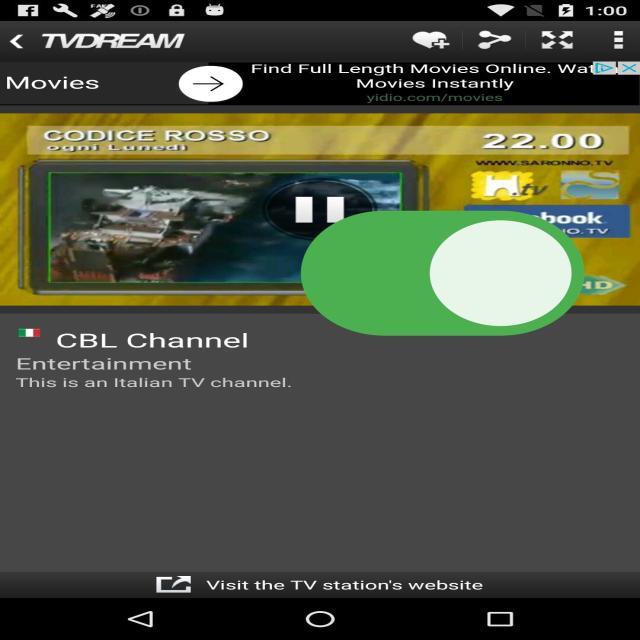 1:00
TVDREAM
Movies
Find Full Length Movies Online.
Movies Instantly
yidio.com/movies
CODICE ROSSO
22.00
ogni Lunedi
WWW.SARONNO.TV
.tv
book
.TV
HD
CBL Channel
Entertainment
This is an Italian TV channel.
Visit the TV station's website